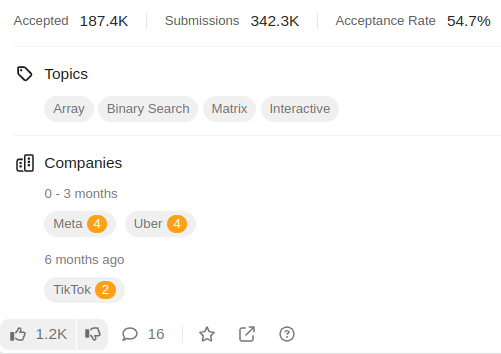 Accepted 187.4K Submissions 342.3K Acceptance Rate 54.7%
Topics
Array Binary Search Matrix Interactive
Companies
0 - 3 months
Meta 4 Uber 4
6 months ago
TikTok 2
1.2K 16